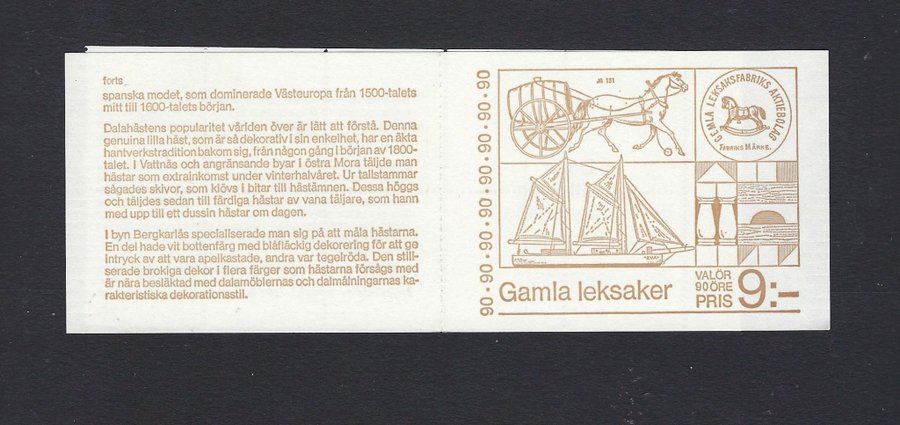 forts_
spanska modet, som dominerade Västeuropa från 1500-talets
mitt till 1600-talets början.
Dalahästens popularitet världen över är lätt att förstå. Denna
genuina lilla häst, som är så dekorativ i sin enkelhet, har en äkta
hantverkstradition bakom sig, från någon gång i början av 1800-
talet. I Vattnäs och angränsande byar i östra Mora täljde man
hästar som extrainkomst under vinterhalvåret. Ur tallstammar
sågades skivor, som klövs i bitar till hästämnen. Dessa höggs
och täljdes sedan till färdiga hästar av vana täljare, som hann
med upp till ett dussin hästar om dagen.
I byn Bergkarlås specialiserade man sig på att måla hästarna.
En del hade vit bottenfärg med blåfläckig dekorering för att ge
intryck av att vara apelkastade, andra var tegelröda. Den stili-
serade brokiga dekor i flera färger som hästarna försågs med
är nära besläktad med dalamöblernas och dalmålningarnas ka-
rakteristiska dekorationsstil.
90·90·90·90·90·90·90·90·90·90
№ 151
GEMLA LEKSAKSFABRIKS AKTIEBOLAG
FABRIKS MÄRKE.
"EVA"
Gamla leksaker
VALÖR
90 ÖRE
PRIS 9:–